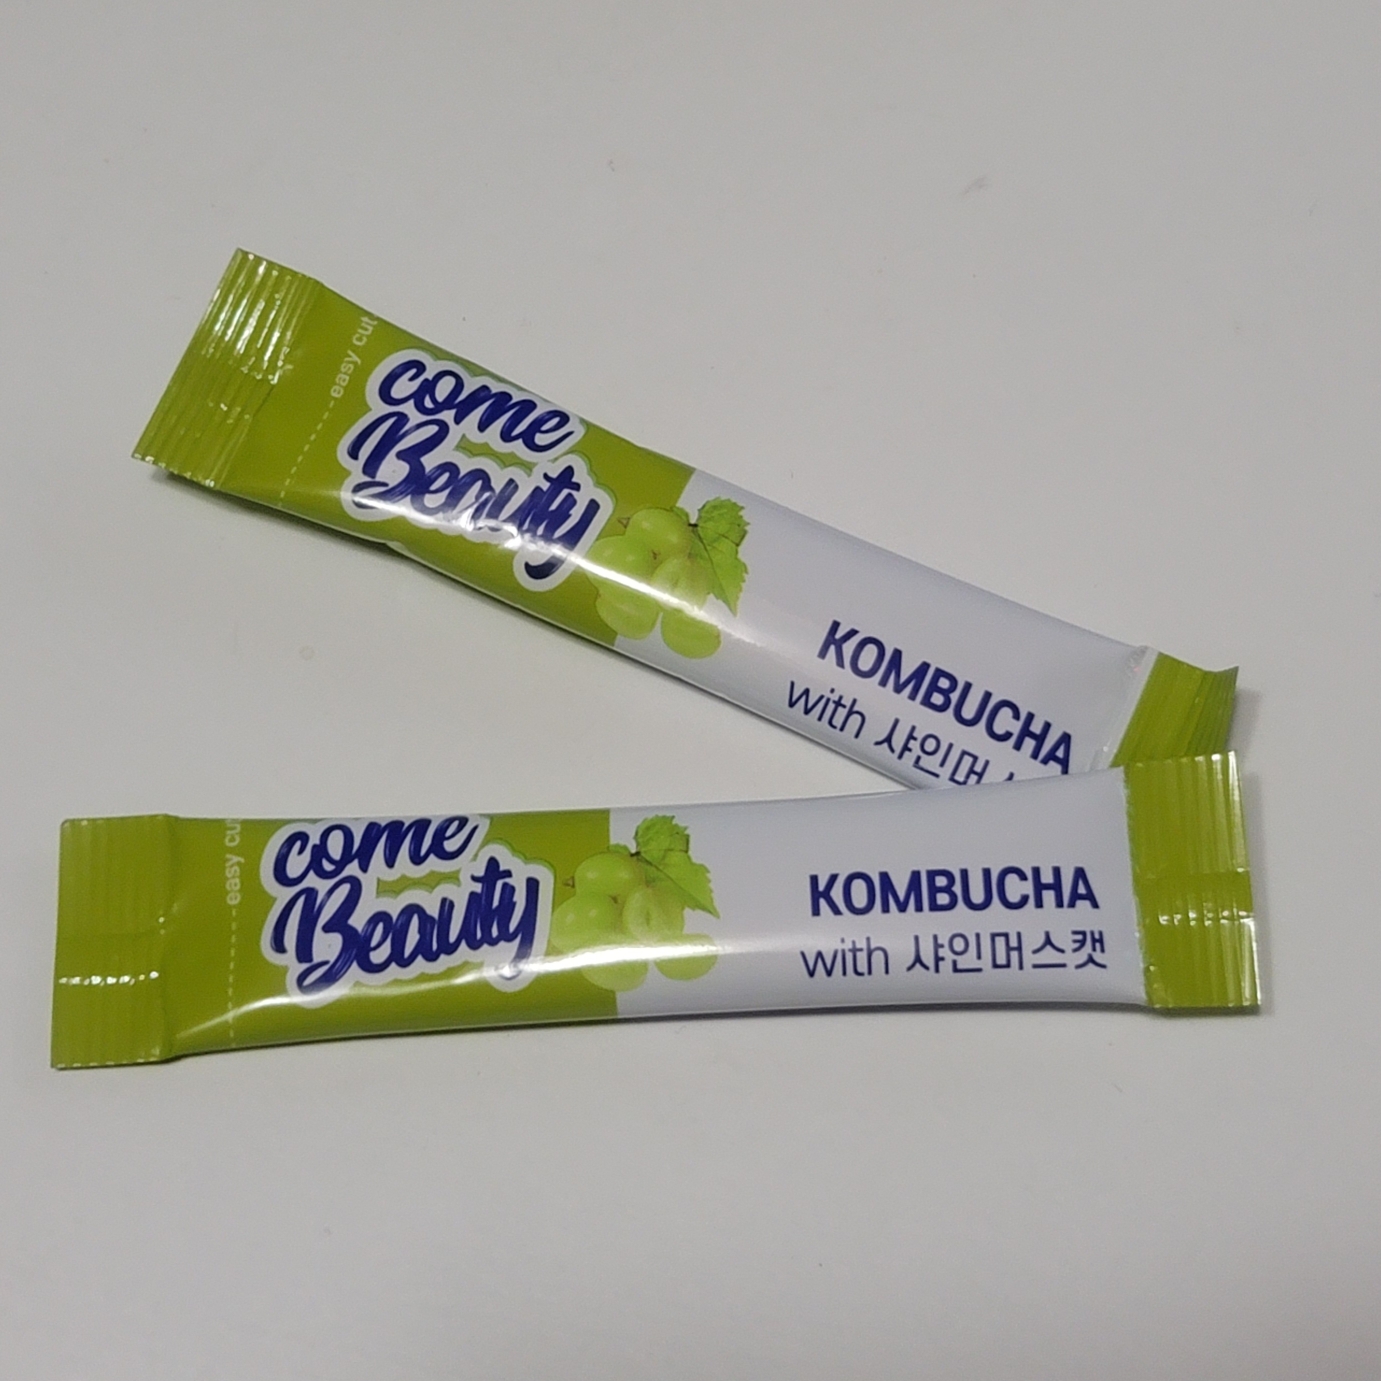 easy cut
come
Beauty
KOMBUCHA
with 샤인머
easy cu
come
Beauty
KOMBUCHA
with 샤인머스캣